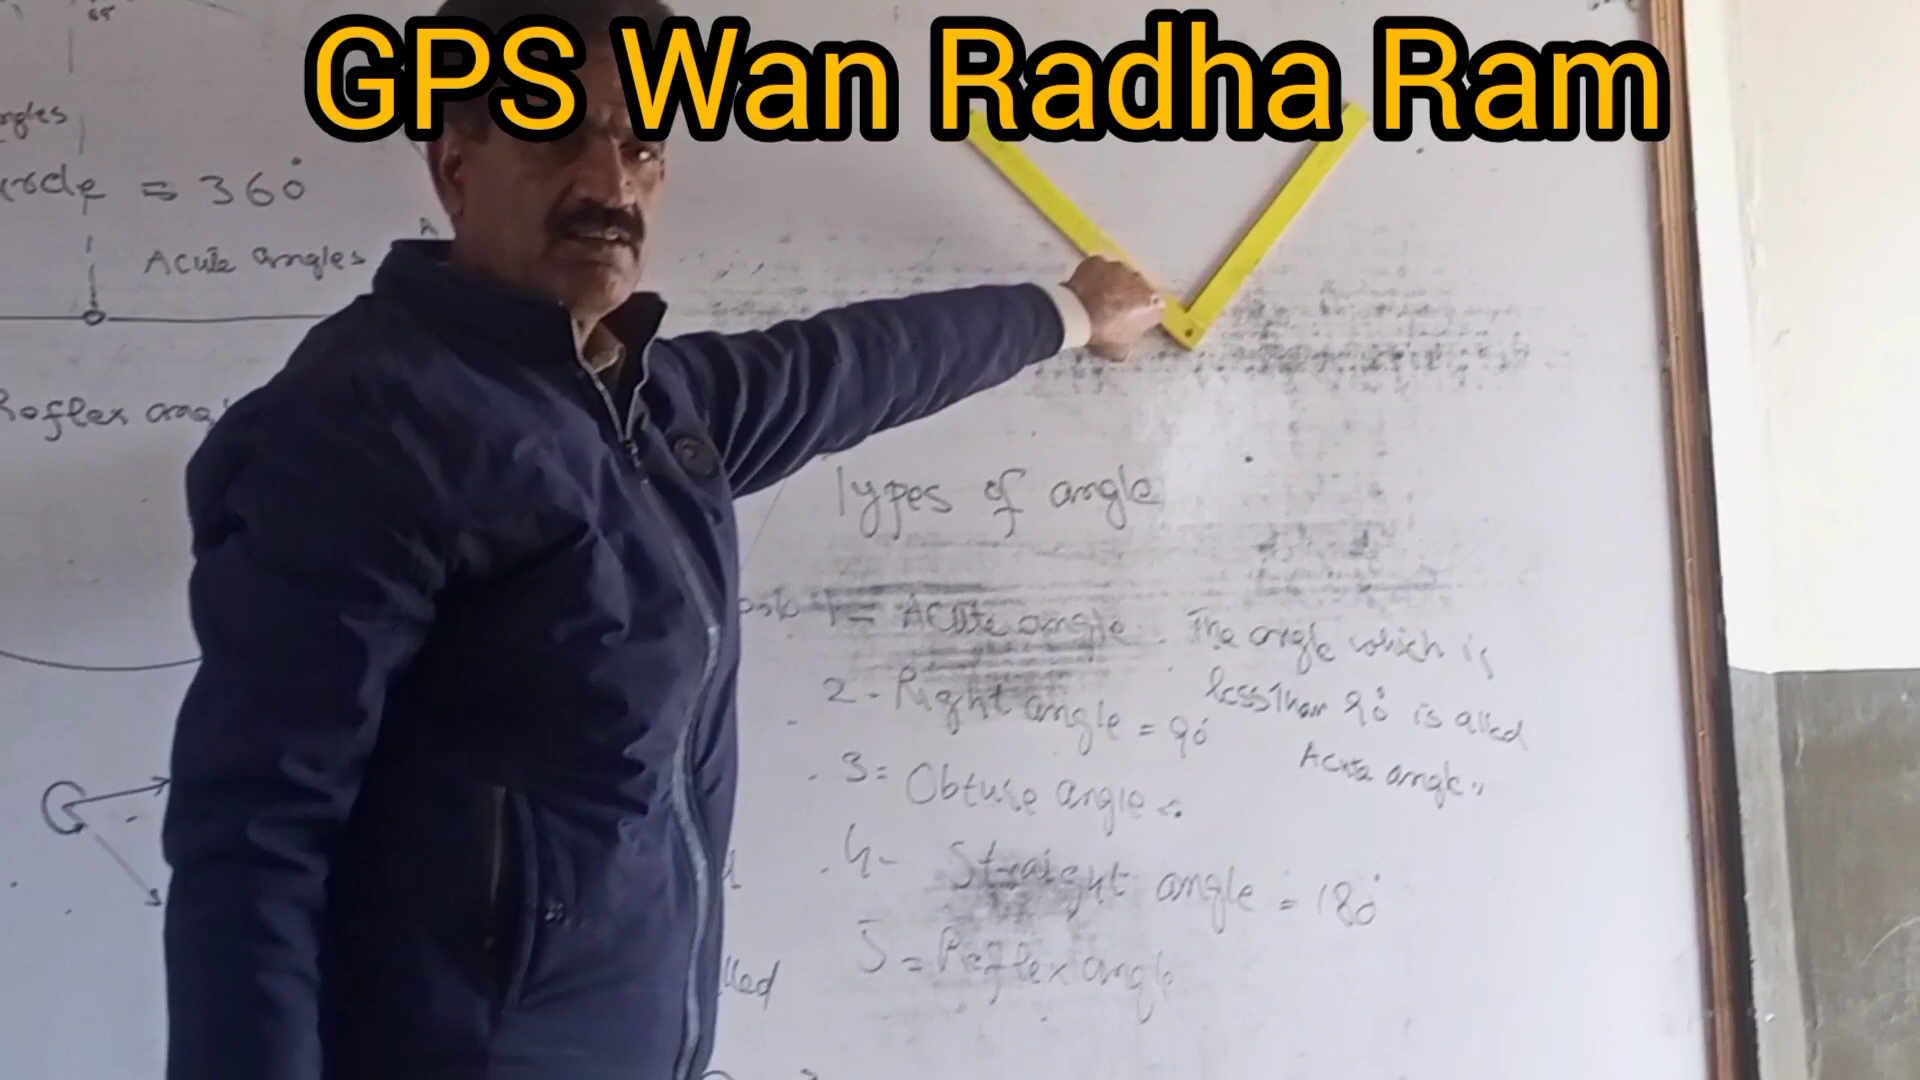 GPS Wan Radha Ram
ngles
= 360°
Acute angles
Reflex ang
Types of angle
1 = Acute angle. The angle which is
less than 90° is alled
Acute angle"
2 - Right angle = 90°
3 = Obtuse angle =
4 - Straight angle = 180°
5 = Reflex angle
lled